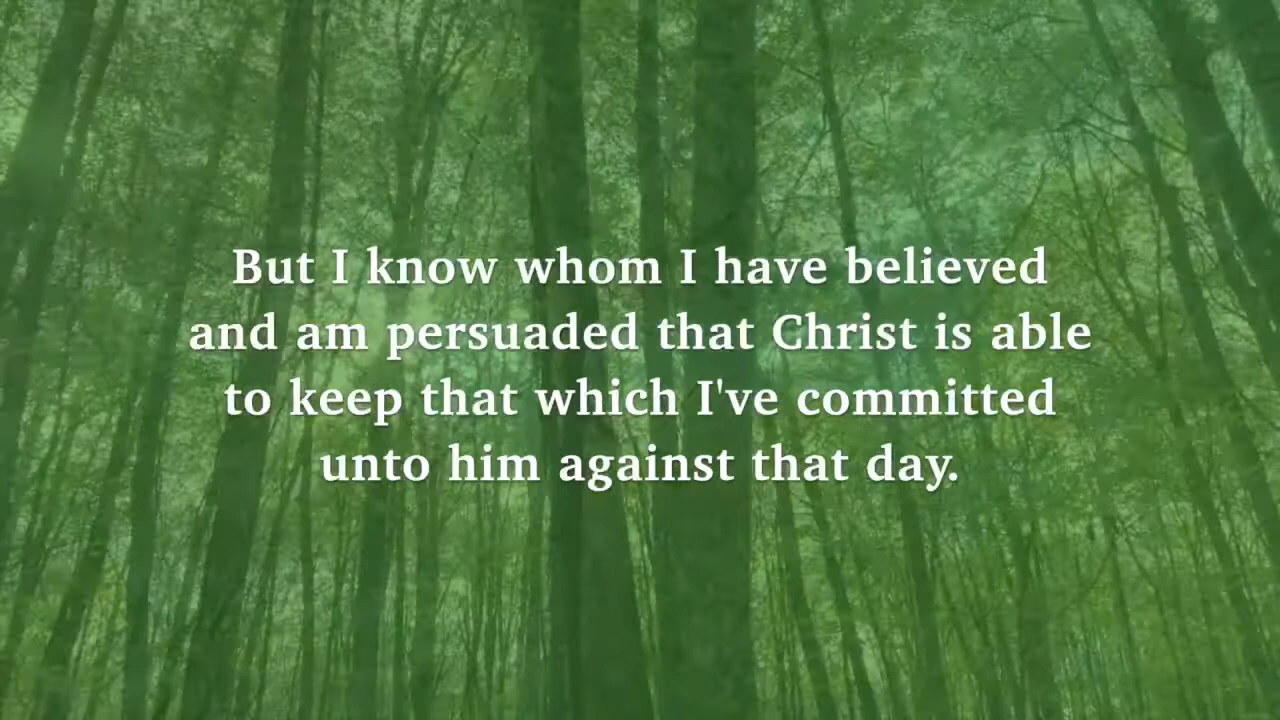 But I know whom I have believed
and am persuaded that Christ is able
to keep that which I've committed
unto him against that day.